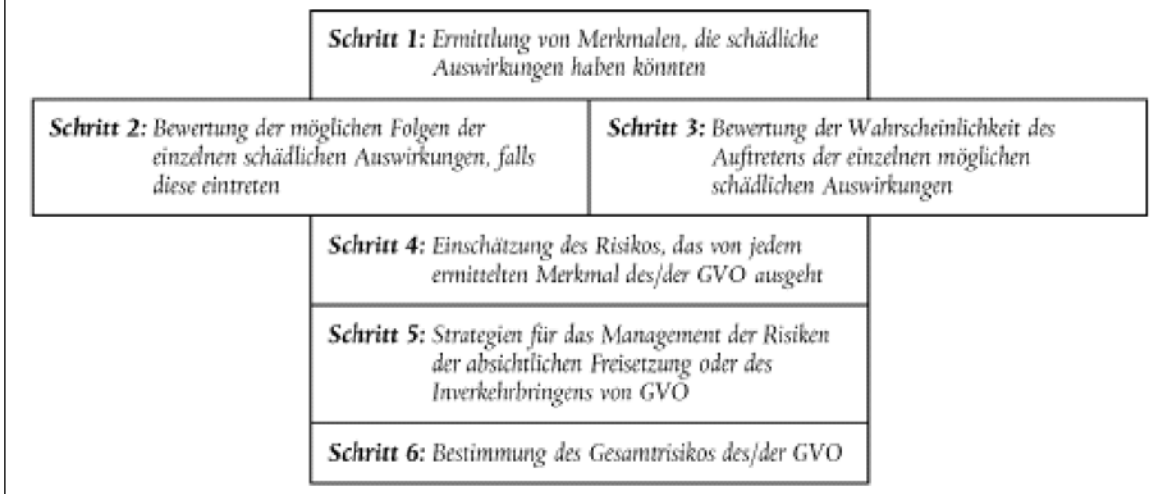 Schritt 1: Ermittlung von Merkmalen, die schädliche
Auswirkungen haben könnten
Schritt 2: Bewertung der möglichen Folgen der
einzelnen schädlichen Auswirkungen, falls
diese eintreten
Schritt 3: Bewertung der Wahrscheinlichkeit des
Auftretens der einzelnen möglichen
schädlichen Auswirkungen
Schritt 4: Einschätzung des Risikos, das von jedem
ermittelten Merkmal des/der GVO ausgeht
Schritt 5: Strategien für das Management der Risiken
der absichtlichen Freisetzung oder des
Inverkehrbringens von GVO
Schritt 6: Bestimmung des Gesamtrisikos des/der GVO